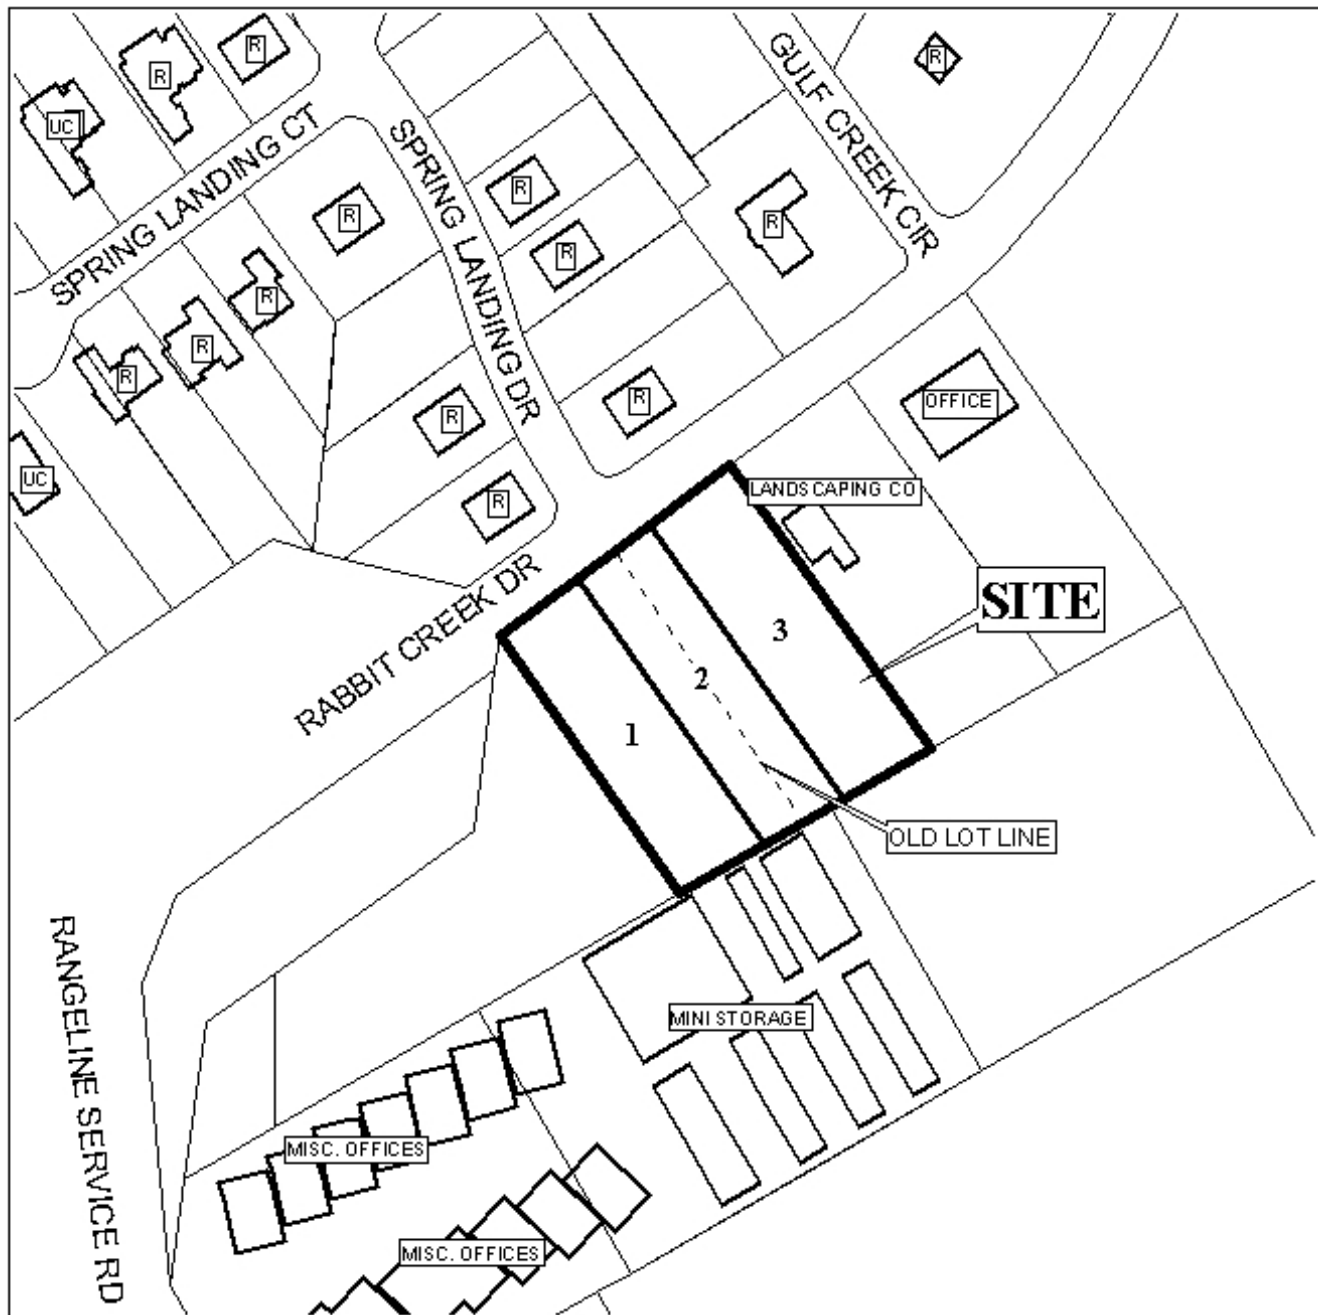 R
R
R
UC
GULF CREEK CIR
SPRING LANDING CT
SPRING LANDING DR
R
R
R
R
R
R
R
R
R
R
OFFICE
UC
R
LANDSCAPING CO
RABBIT CREEK DR
SITE
3
2
1
OLD LOT LINE
RANGELINE SERVICE RD
MINI STORAGE
MISC. OFFICES
MISC. OFFICES